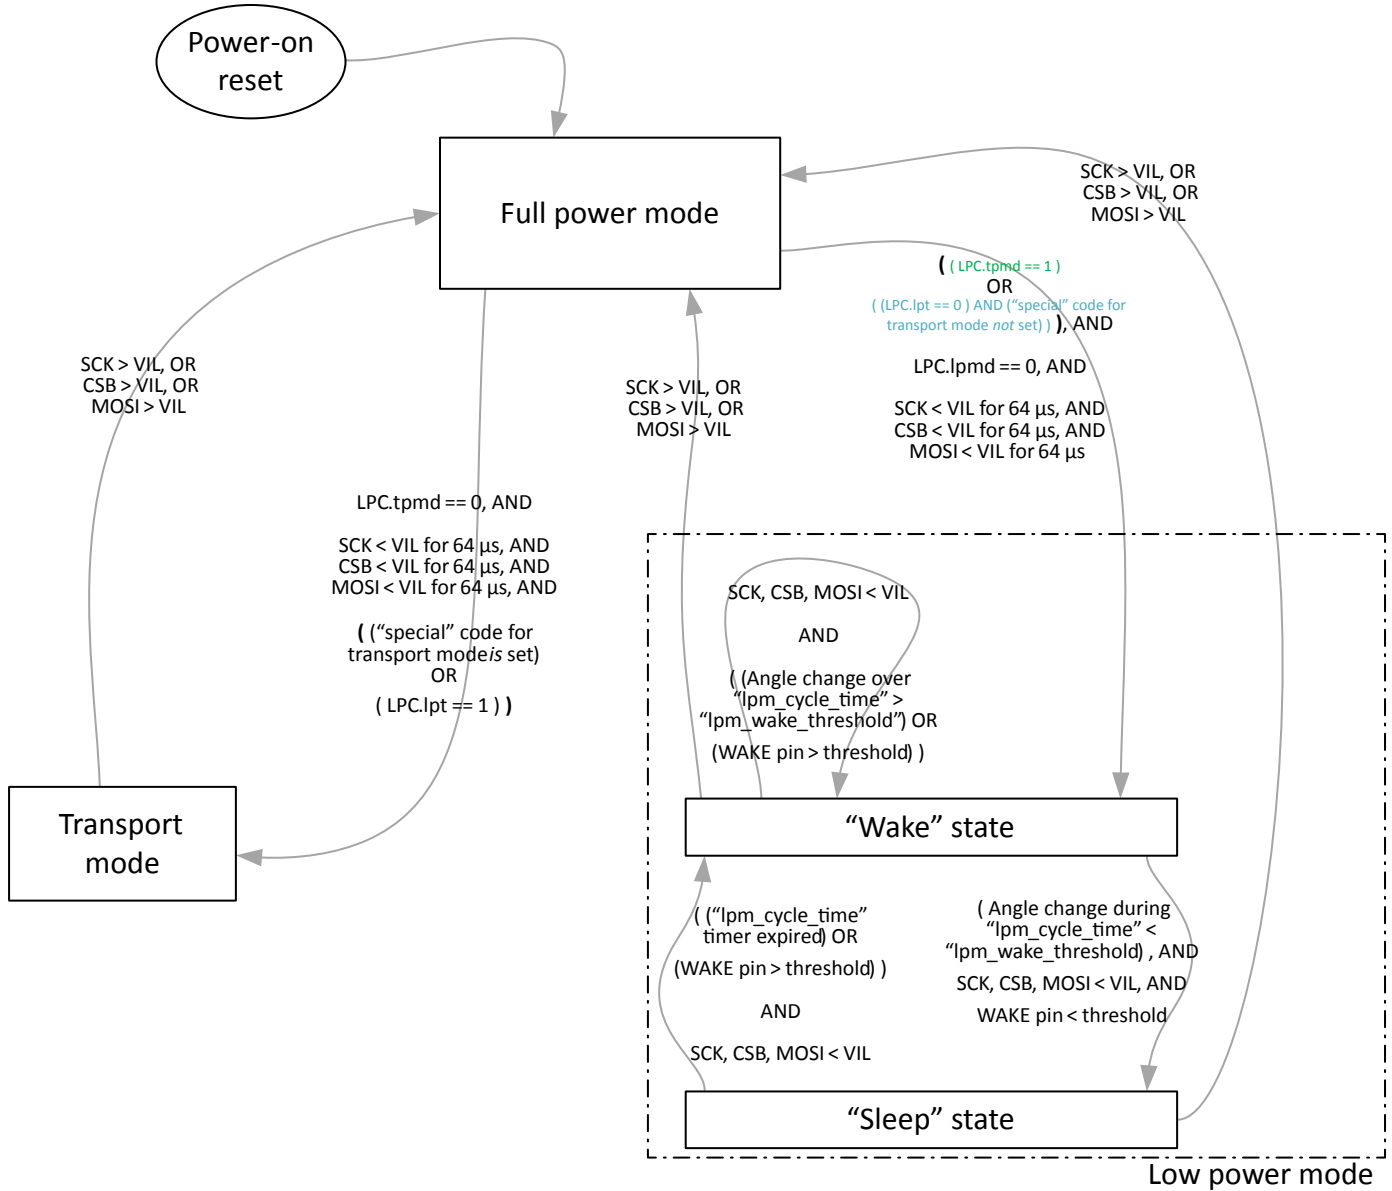 Power-on
reset
Full power mode
SCK > VIL, OR
CSB > VIL, OR
MOSI > VIL
( ( LPC.tpmd == 1 )
OR
( (LPC.lpt == 0 ) AND (“special” code for
transport mode not set) ) ), AND
LPC.lpmd == 0, AND
SCK < VIL for 64 µs, AND
CSB < VIL for 64 µs, AND
MOSI < VIL for 64 µs
SCK > VIL, OR
CSB > VIL, OR
MOSI > VIL
SCK > VIL, OR
CSB > VIL, OR
MOSI > VIL
LPC.tpmd == 0, AND
SCK < VIL for 64 µs, AND
CSB < VIL for 64 µs, AND
MOSI < VIL for 64 µs, AND
( (“special” code for
transport mode is set)
OR
( LPC.lpt == 1 ) )
SCK, CSB, MOSI < VIL
AND
( (Angle change over
“lpm_cycle_time” >
“lpm_wake_threshold”) OR
(WAKE pin > threshold) )
Transport
mode
“Wake” state
( (“lpm_cycle_time”
timer expired) OR
(WAKE pin > threshold) )
AND
SCK, CSB, MOSI < VIL
( Angle change during
“lpm_cycle_time” <
“lpm_wake_threshold) , AND
SCK, CSB, MOSI < VIL, AND
WAKE pin < threshold
“Sleep” state
Low power mode